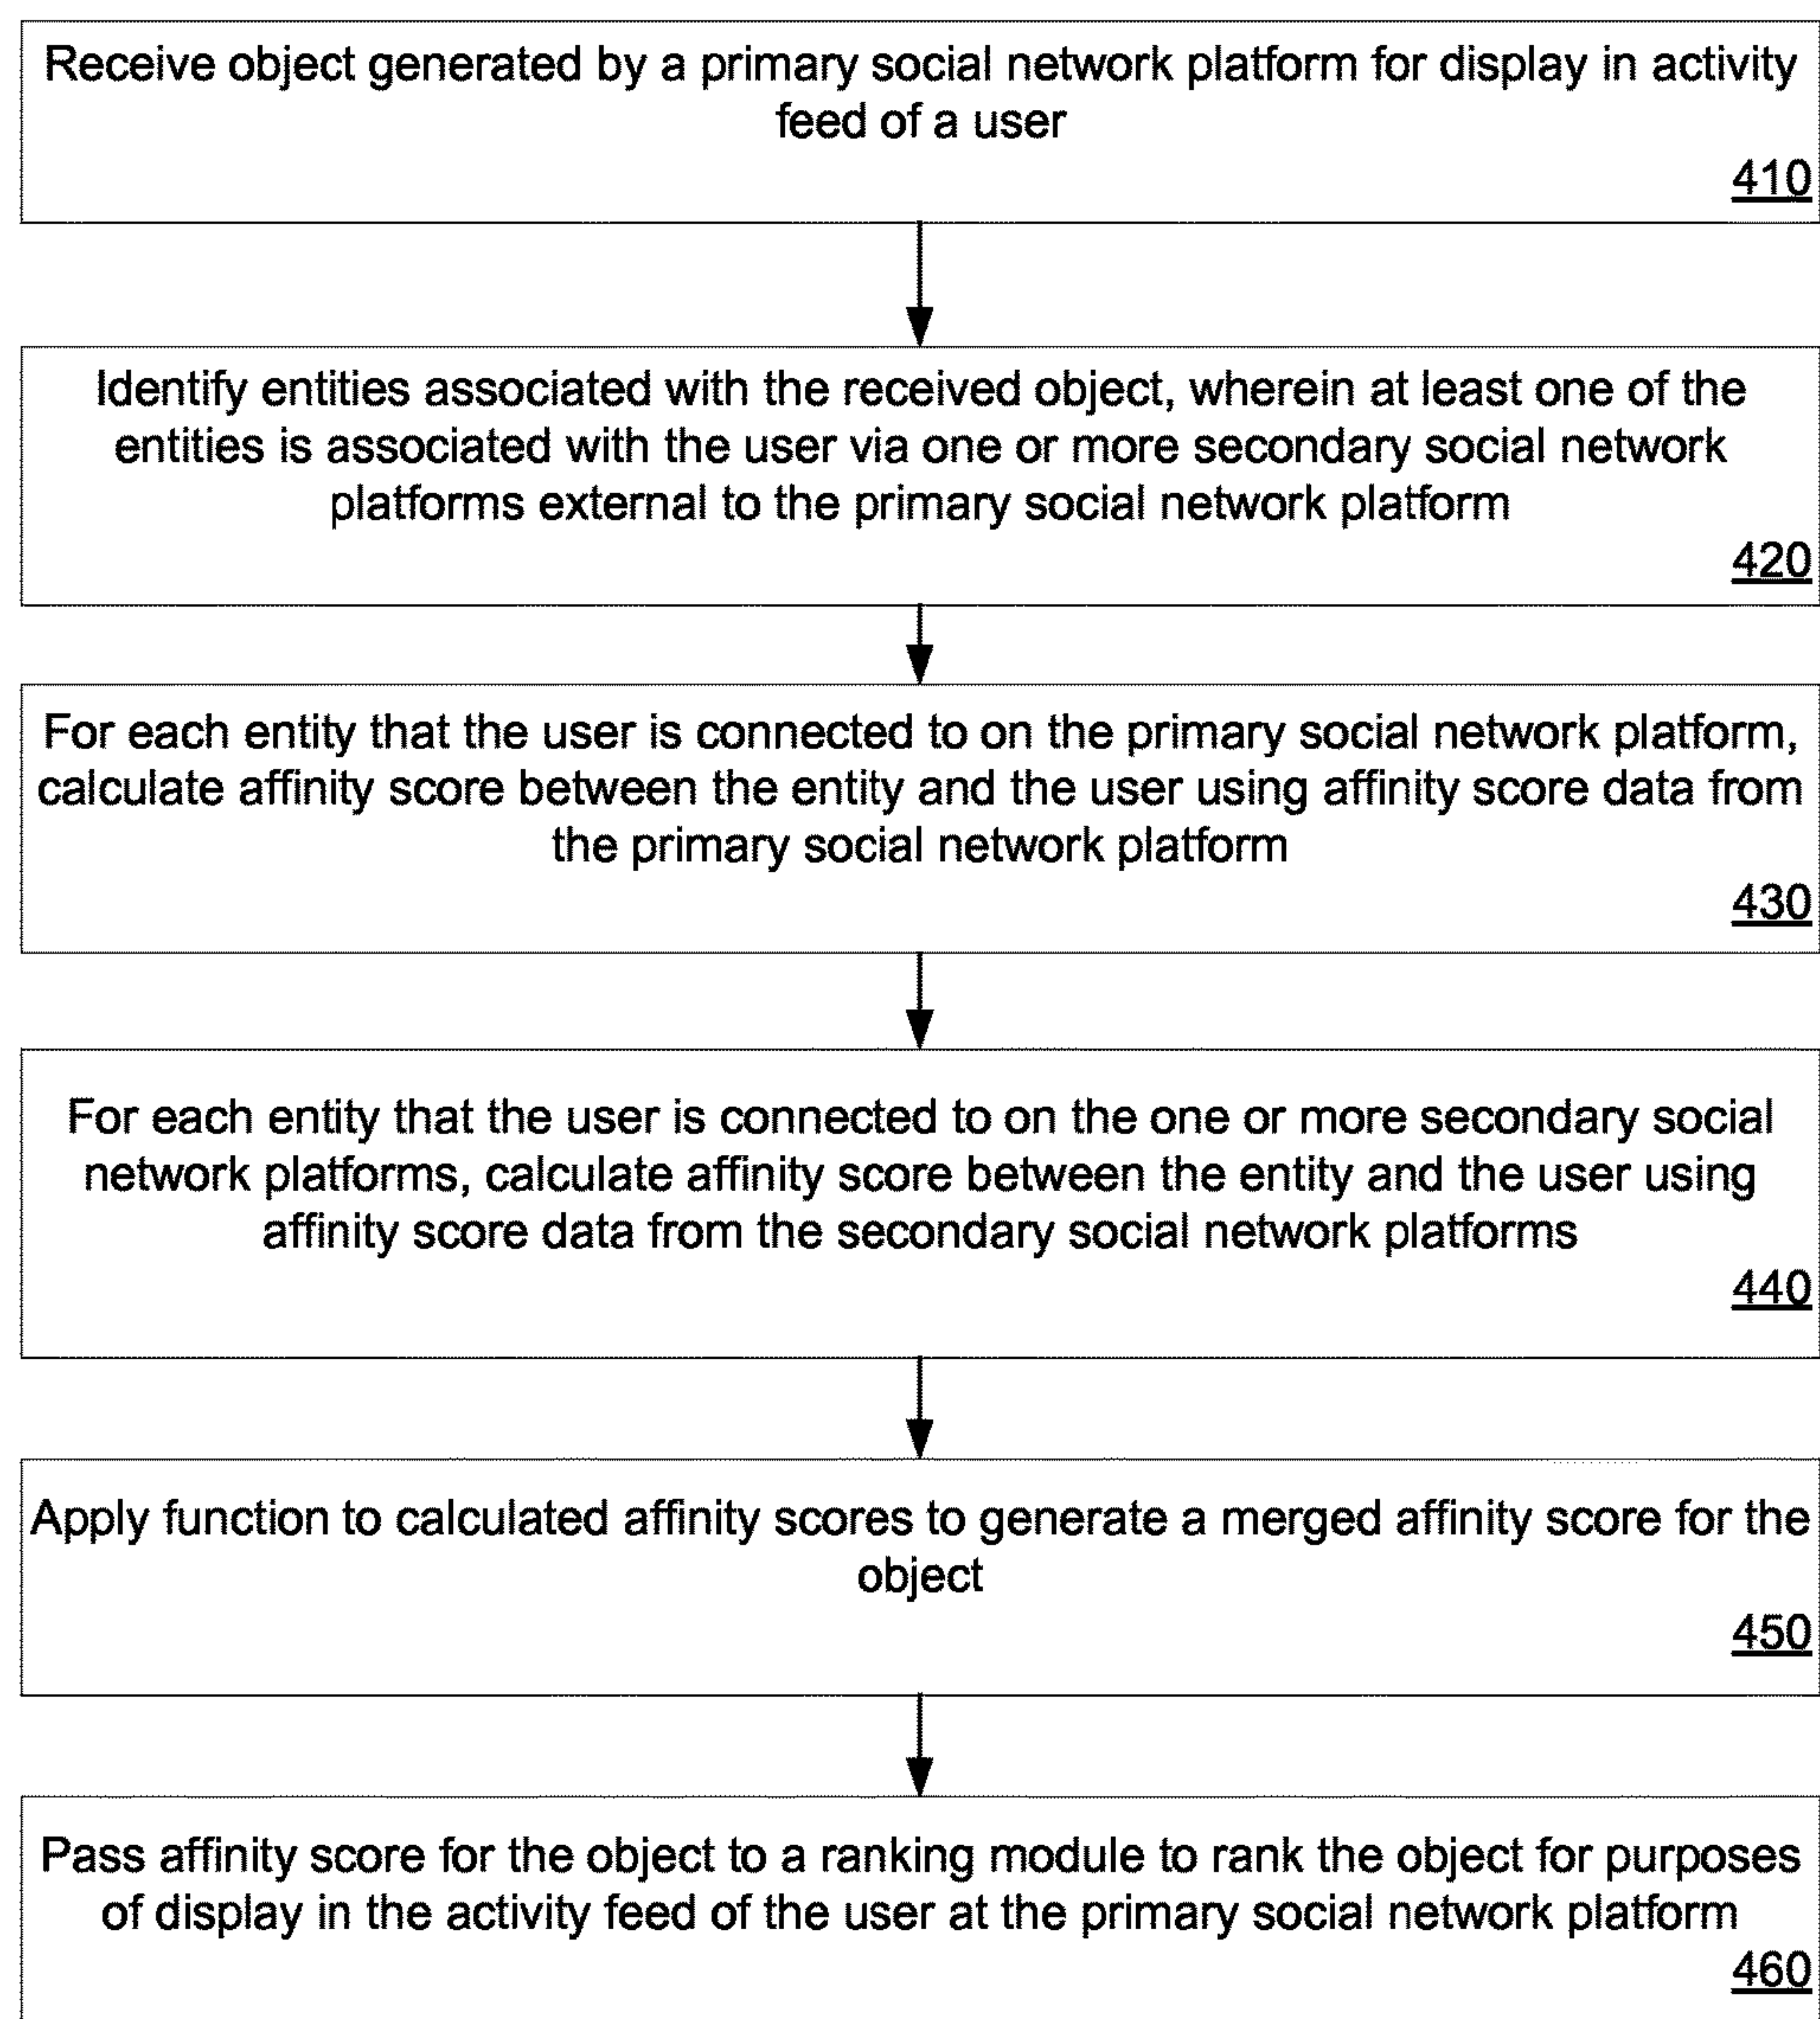 Receive object generated by a primary social network platform for display in activity
feed of a user
410
Identify entities associated with the received object, wherein at least one of the
entities is associated with the user via one or more secondary social network
platforms external to the primary social network platform
420
For each entity that the user is connected to on the primary social network platform,
calculate affinity score between the entity and the user using affinity score data from
the primary social network platform
430
For each entity that the user is connected to on the one or more secondary social
network platforms, calculate affinity score between the entity and the user using
affinity score data from the secondary social network platforms
440
Apply function to calculated affinity scores to generate a merged affinity score for the
object
450
Pass affinity score for the object to a ranking module to rank the object for purposes
of display in the activity feed of the user at the primary social network platform
460